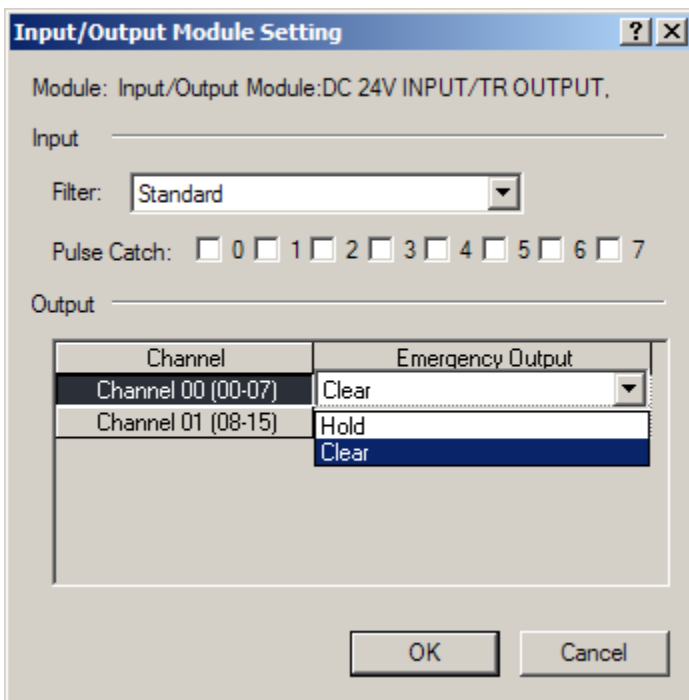 Input/Output Module Setting
Module: Input/Output Module:DC 24V INPUT/TR OUTPUT,
Input
Filter: Standard
Pulse Catch: 0 1 2 3 4 5 6 7
Output
Channel Emergency Output
Channel 00 (00-07) Clear
Channel 01 (08-15) Hold
Clear
OK Cancel